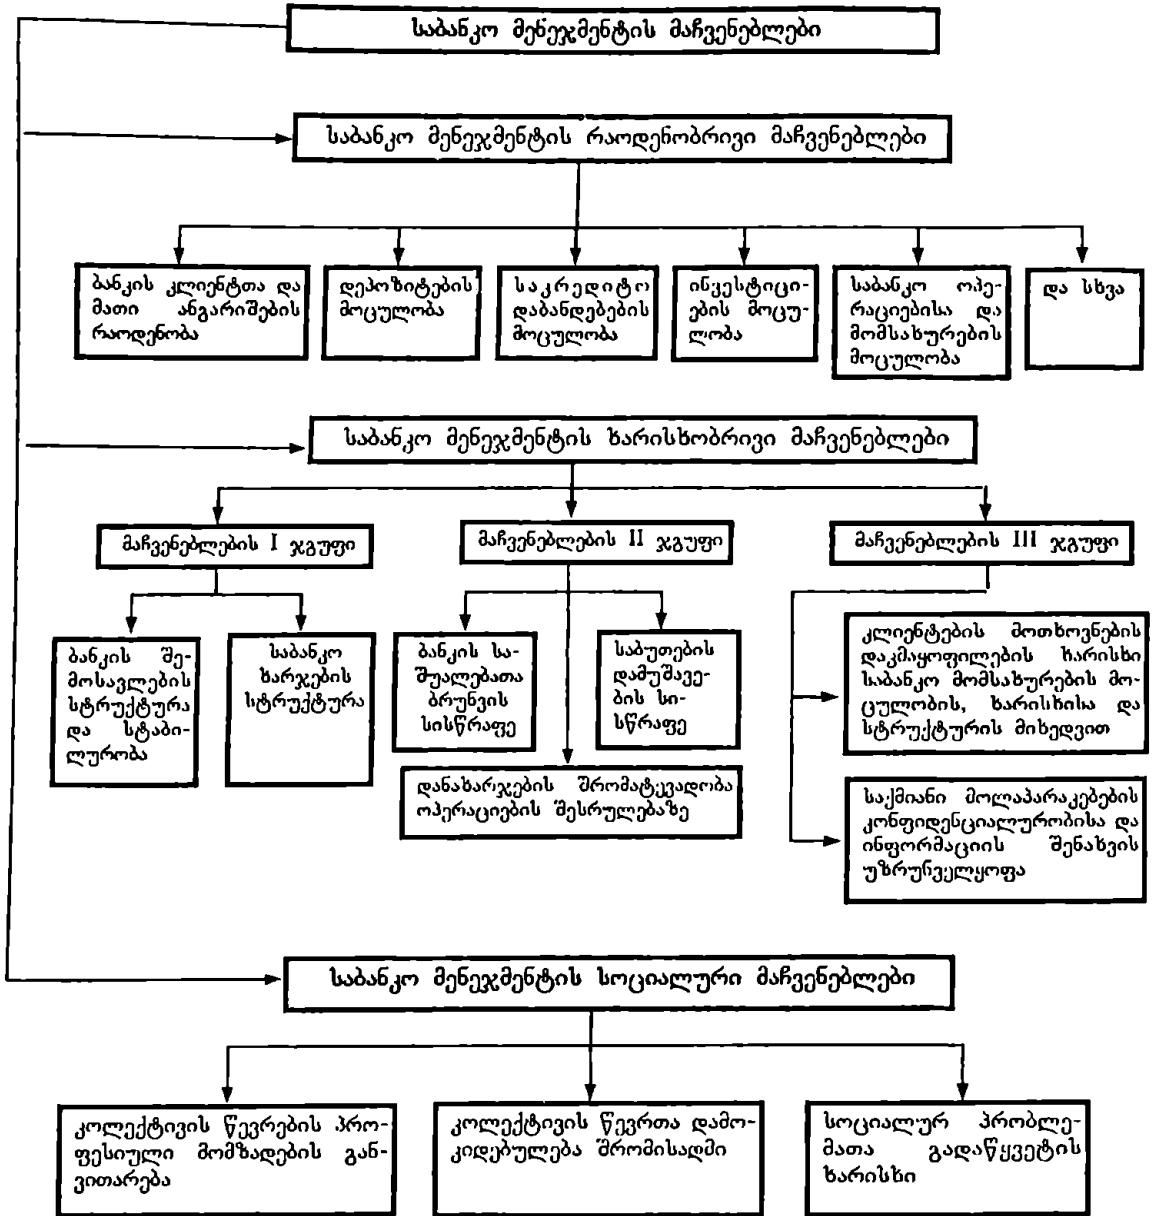 საბანკო მენეჯმენტის მაჩვენებლები
საბანკო მენეჯმენტის რაოდენობრივი მაჩვენებლები
ბანკის კლიენტთა და
მათი ანგარიშების
რაოდენობა
დეპოზიტების
მოცულობა
საკრედიტო
დაბანდებების
მოცულობა
ინვესტიცი-
ების მოცუ-
ლობა
საბანკო ოპე-
რაციებისა და
მომსახურების
მოცულობა
და სხვა
საბანკო მენეჯმენტის ხარისხობრივი მაჩვენებლები
მაჩვენებლების I ჯგუფი
მაჩვენებლების II ჯგუფი
მაჩვენებლების III ჯგუფი
ბანკის შე-
მოსავლების
სტრუქტურა
და სტაბი-
ლურობა
საბანკო
ხარჯების
სტრუქტურა
ბანკის სა-
შუალებათა
ბრუნვის
სისწრაფე
საბუთების
დამუშავე-
ბის სი-
სწრაფე
დანახარჯების შრომატევადობა
ოპერაციების შესრულებაზე
კლიენტების მოთხოვნების
დაკმაყოფილების ხარისხი
საბანკო მომსახურების მო-
ცულობის, ხარისხისა და
სტრუქტურის მიხედვით
საქმიანი მოლაპარაკებების
კონფიდენციალურობისა და
ინფორმაციის შენახვის
უზრუნველყოფა
საბანკო მენეჯმენტის სოციალური მაჩვენებლები
კოლექტივის წევრების პრო-
ფესიული მომზადების გან-
ვითარება
კოლექტივის წევრთა დამო-
კიდებულება შრომისადმი
სოციალურ პრობლე-
მათა გადაწყვეტის
ხარისხი